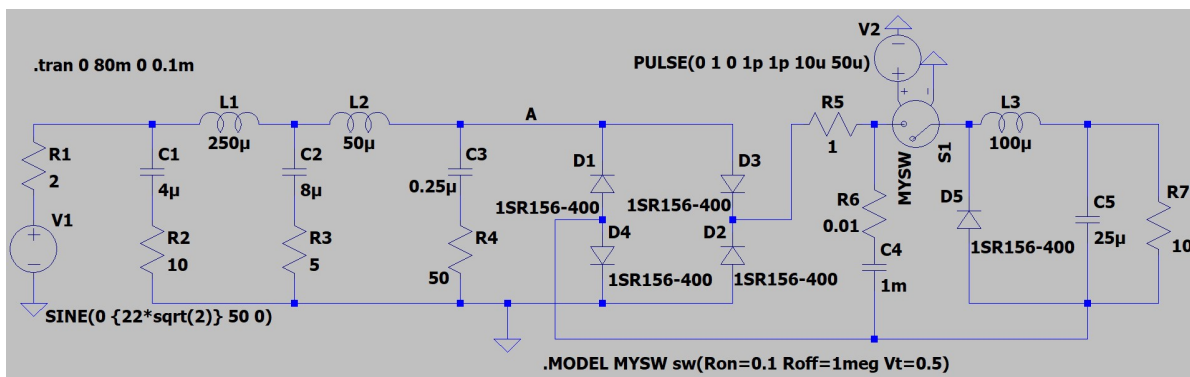 V2
.tran 0 80m 0 0.1m
PULSE(0 1 0 1p 1p 10u 50u)
L1
250µ
L2
50µ
A
R5
1
L3
100µ
R1
2
C1
4µ
C2
8µ
C3
0.25µ
D1
1SR156-400
D3
1SR156-400
MYSW
S1
V1
R2
10
R3
5
R4
50
D4
1SR156-400
D2
1SR156-400
R6
0.01
C4
1m
D5
1SR156-400
C5
25µ
R7
10
SINE(0 {22*sqrt(2)} 50 0)
.MODEL MYSW sw(Ron=0.1 Roff=1meg Vt=0.5)